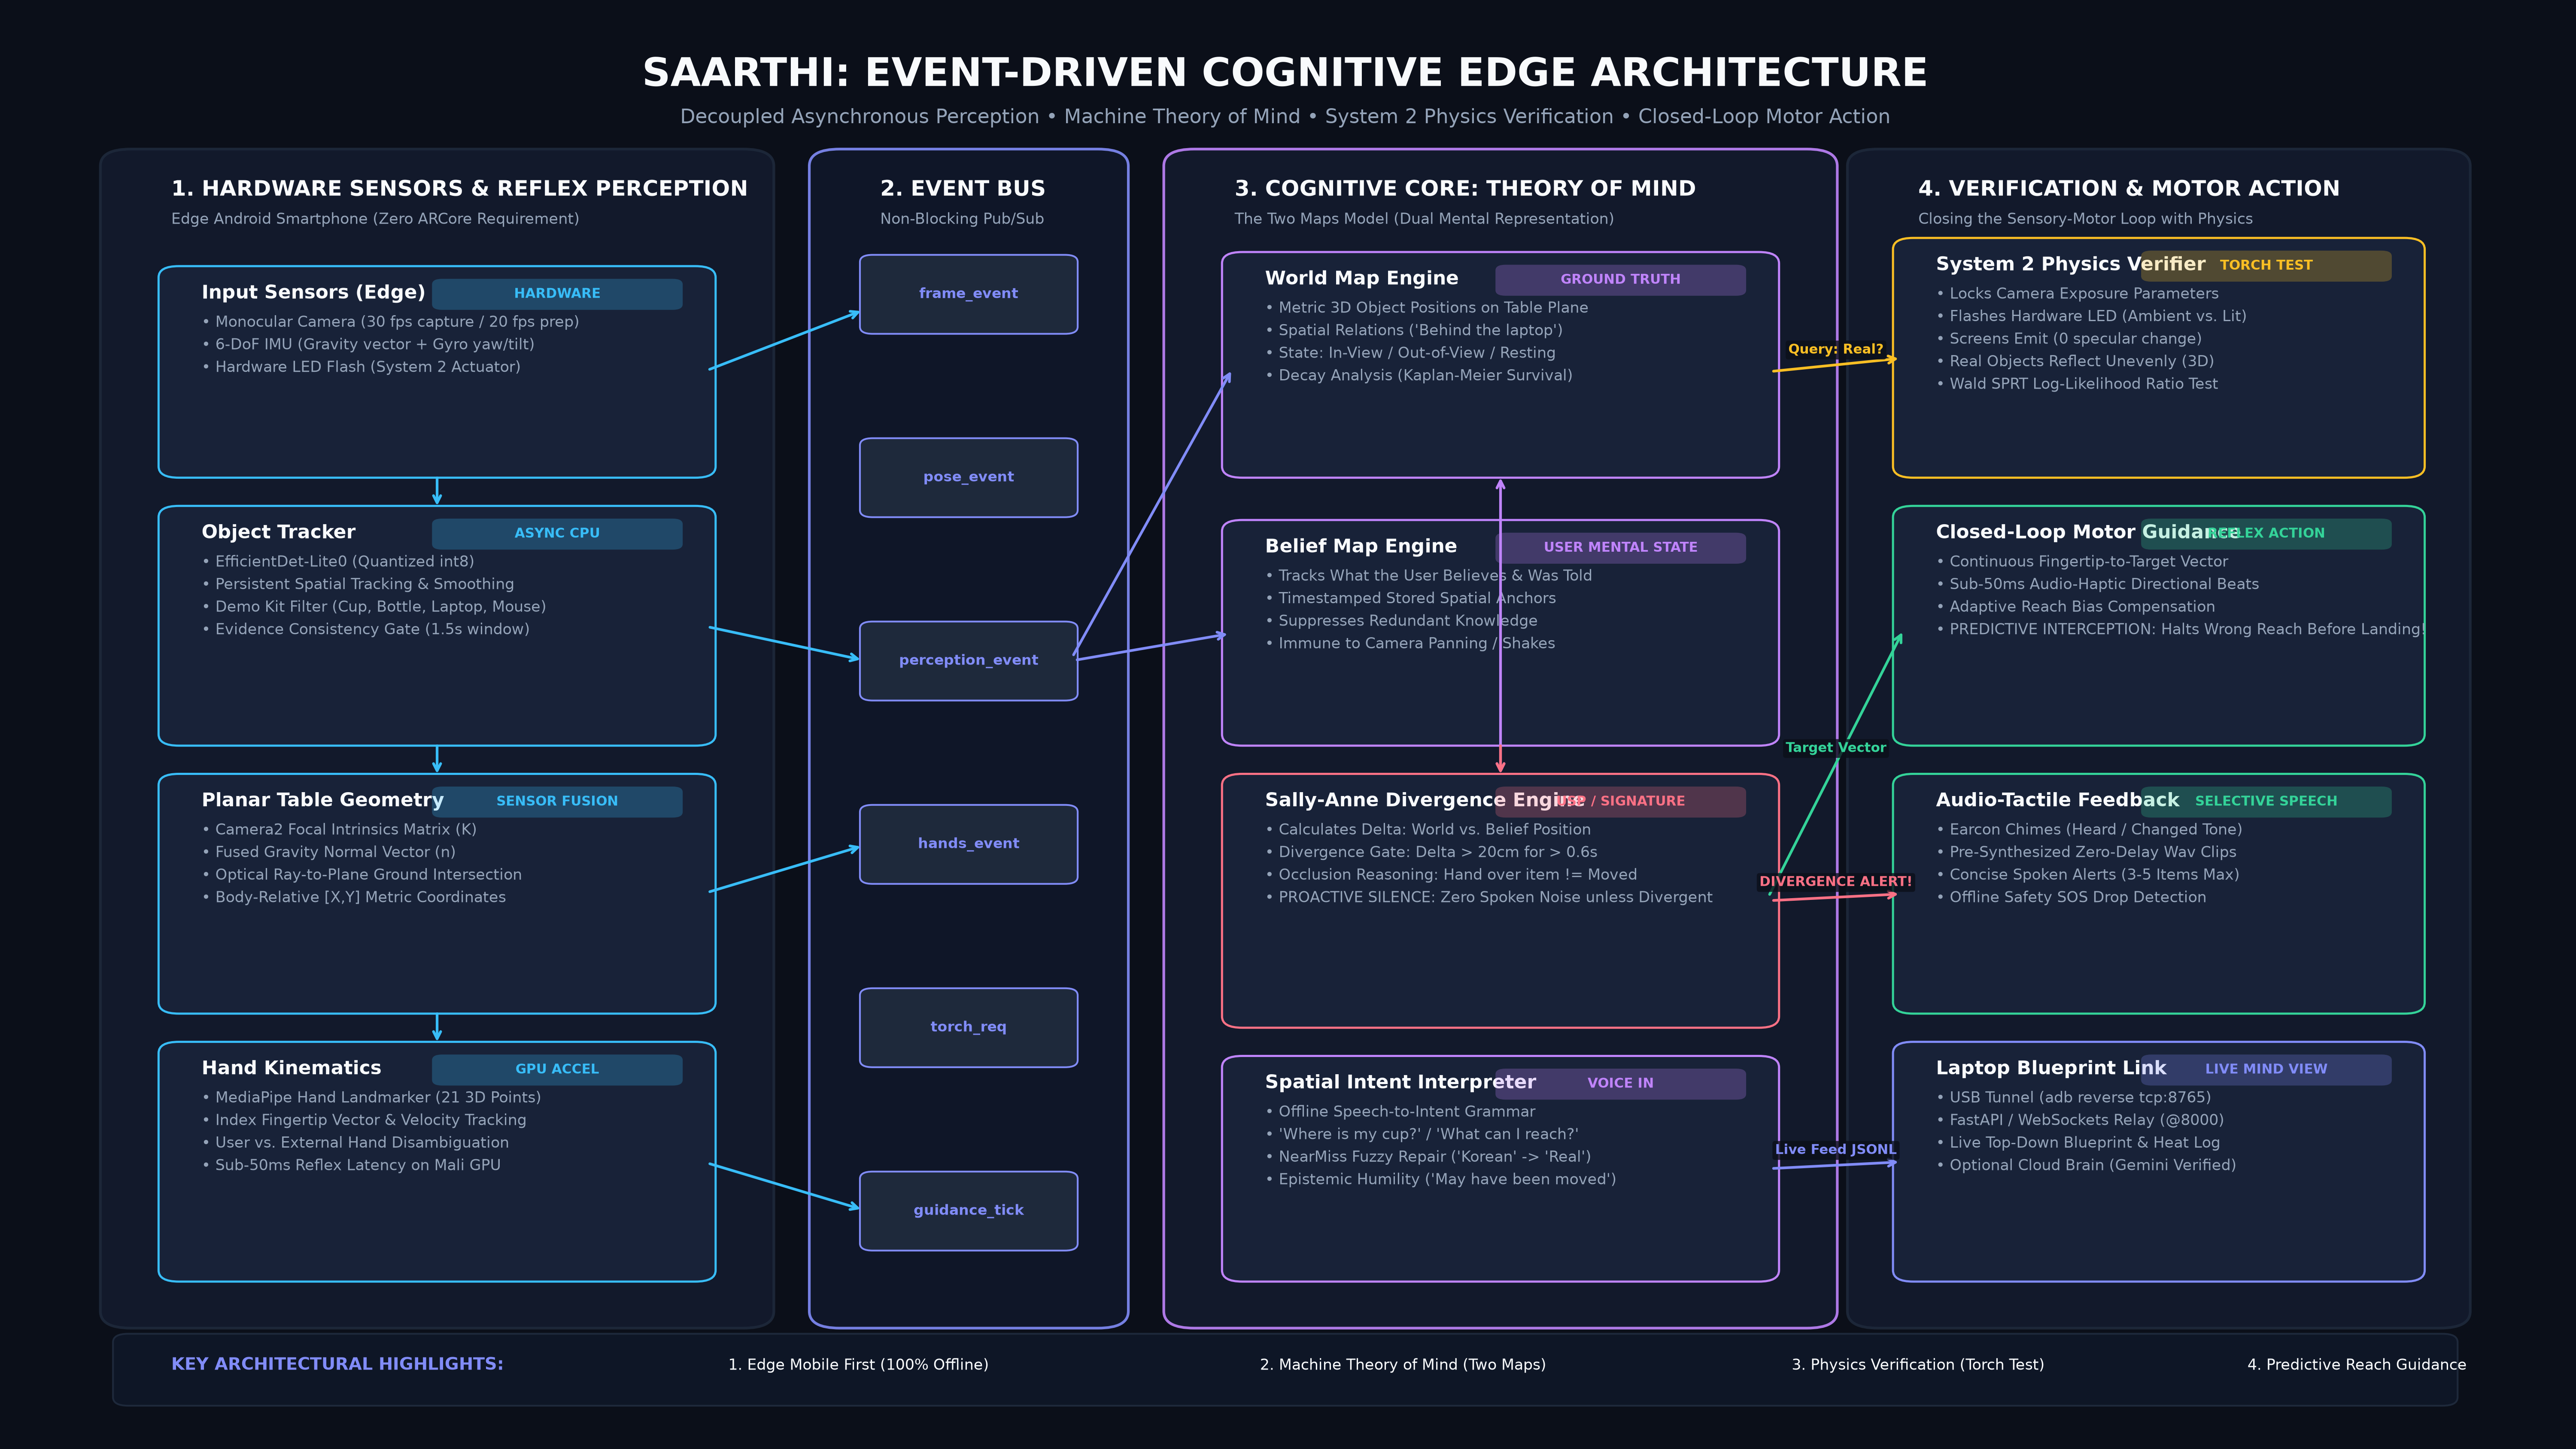 SAARTHI: EVENT-DRIVEN COGNITIVE EDGE ARCHITECTURE
Decoupled Asynchronous Perception • Machine Theory of Mind • System 2 Physics Verification • Closed-Loop Motor Action
1. HARDWARE SENSORS & REFLEX PERCEPTION
Edge Android Smartphone (Zero ARCore Requirement)
Input Sensors (Edge)
HARDWARE
• Monocular Camera (30 fps capture / 20 fps prep)
• 6-DoF IMU (Gravity vector + Gyro yaw/tilt)
• Hardware LED Flash (System 2 Actuator)
Object Tracker
ASYNC CPU
• EfficientDet-Lite0 (Quantized int8)
• Persistent Spatial Tracking & Smoothing
• Demo Kit Filter (Cup, Bottle, Laptop, Mouse)
• Evidence Consistency Gate (1.5s window)
Planar Table Geometry
SENSOR FUSION
• Camera2 Focal Intrinsics Matrix (K)
• Fused Gravity Normal Vector (n)
• Optical Ray-to-Plane Ground Intersection
• Body-Relative [X,Y] Metric Coordinates
Hand Kinematics
GPU ACCEL
• MediaPipe Hand Landmarker (21 3D Points)
• Index Fingertip Vector & Velocity Tracking
• User vs. External Hand Disambiguation
• Sub-50ms Reflex Latency on Mali GPU
2. EVENT BUS
Non-Blocking Pub/Sub
frame_event
pose_event
perception_event
hands_event
torch_req
guidance_tick
3. COGNITIVE CORE: THEORY OF MIND
The Two Maps Model (Dual Mental Representation)
World Map Engine
GROUND TRUTH
• Metric 3D Object Positions on Table Plane
• Spatial Relations ('Behind the laptop')
• State: In-View / Out-of-View / Resting
• Decay Analysis (Kaplan-Meier Survival)
Belief Map Engine
USER MENTAL STATE
• Tracks What the User Believes & Was Told
• Timestamped Stored Spatial Anchors
• Suppresses Redundant Knowledge
• Immune to Camera Panning / Shakes
Sally-Anne Divergence Engine
USP / SIGNATURE
• Calculates Delta: World vs. Belief Position
• Divergence Gate: Delta > 20cm for > 0.6s
• Occlusion Reasoning: Hand over item != Moved
• PROACTIVE SILENCE: Zero Spoken Noise unless Divergent
Spatial Intent Interpreter
VOICE IN
• Offline Speech-to-Intent Grammar
• 'Where is my cup?' / 'What can I reach?'
• NearMiss Fuzzy Repair ('Korean' -> 'Real')
• Epistemic Humility ('May have been moved')
Query: Real?
Target Vector
DIVERGENCE ALERT!
Live Feed JSONL
4. VERIFICATION & MOTOR ACTION
Closing the Sensory-Motor Loop with Physics
System 2 Physics Verifier
TORCH TEST
• Locks Camera Exposure Parameters
• Flashes Hardware LED (Ambient vs. Lit)
• Screens Emit (0 specular change)
• Real Objects Reflect Unevenly (3D)
• Wald SPRT Log-Likelihood Ratio Test
Closed-Loop Motor Guidance
REFLEX ACTION
• Continuous Fingertip-to-Target Vector
• Sub-50ms Audio-Haptic Directional Beats
• Adaptive Reach Bias Compensation
• PREDICTIVE INTERCEPTION: Halts Wrong Reach Before Landing!
Audio-Tactile Feedback
SELECTIVE SPEECH
• Earcon Chimes (Heard / Changed Tone)
• Pre-Synthesized Zero-Delay Wav Clips
• Concise Spoken Alerts (3-5 Items Max)
• Offline Safety SOS Drop Detection
Laptop Blueprint Link
LIVE MIND VIEW
• USB Tunnel (adb reverse tcp:8765)
• FastAPI / WebSockets Relay (@8000)
• Live Top-Down Blueprint & Heat Log
• Optional Cloud Brain (Gemini Verified)
KEY ARCHITECTURAL HIGHLIGHTS:
1. Edge Mobile First (100% Offline)
2. Machine Theory of Mind (Two Maps)
3. Physics Verification (Torch Test)
4. Predictive Reach Guidance